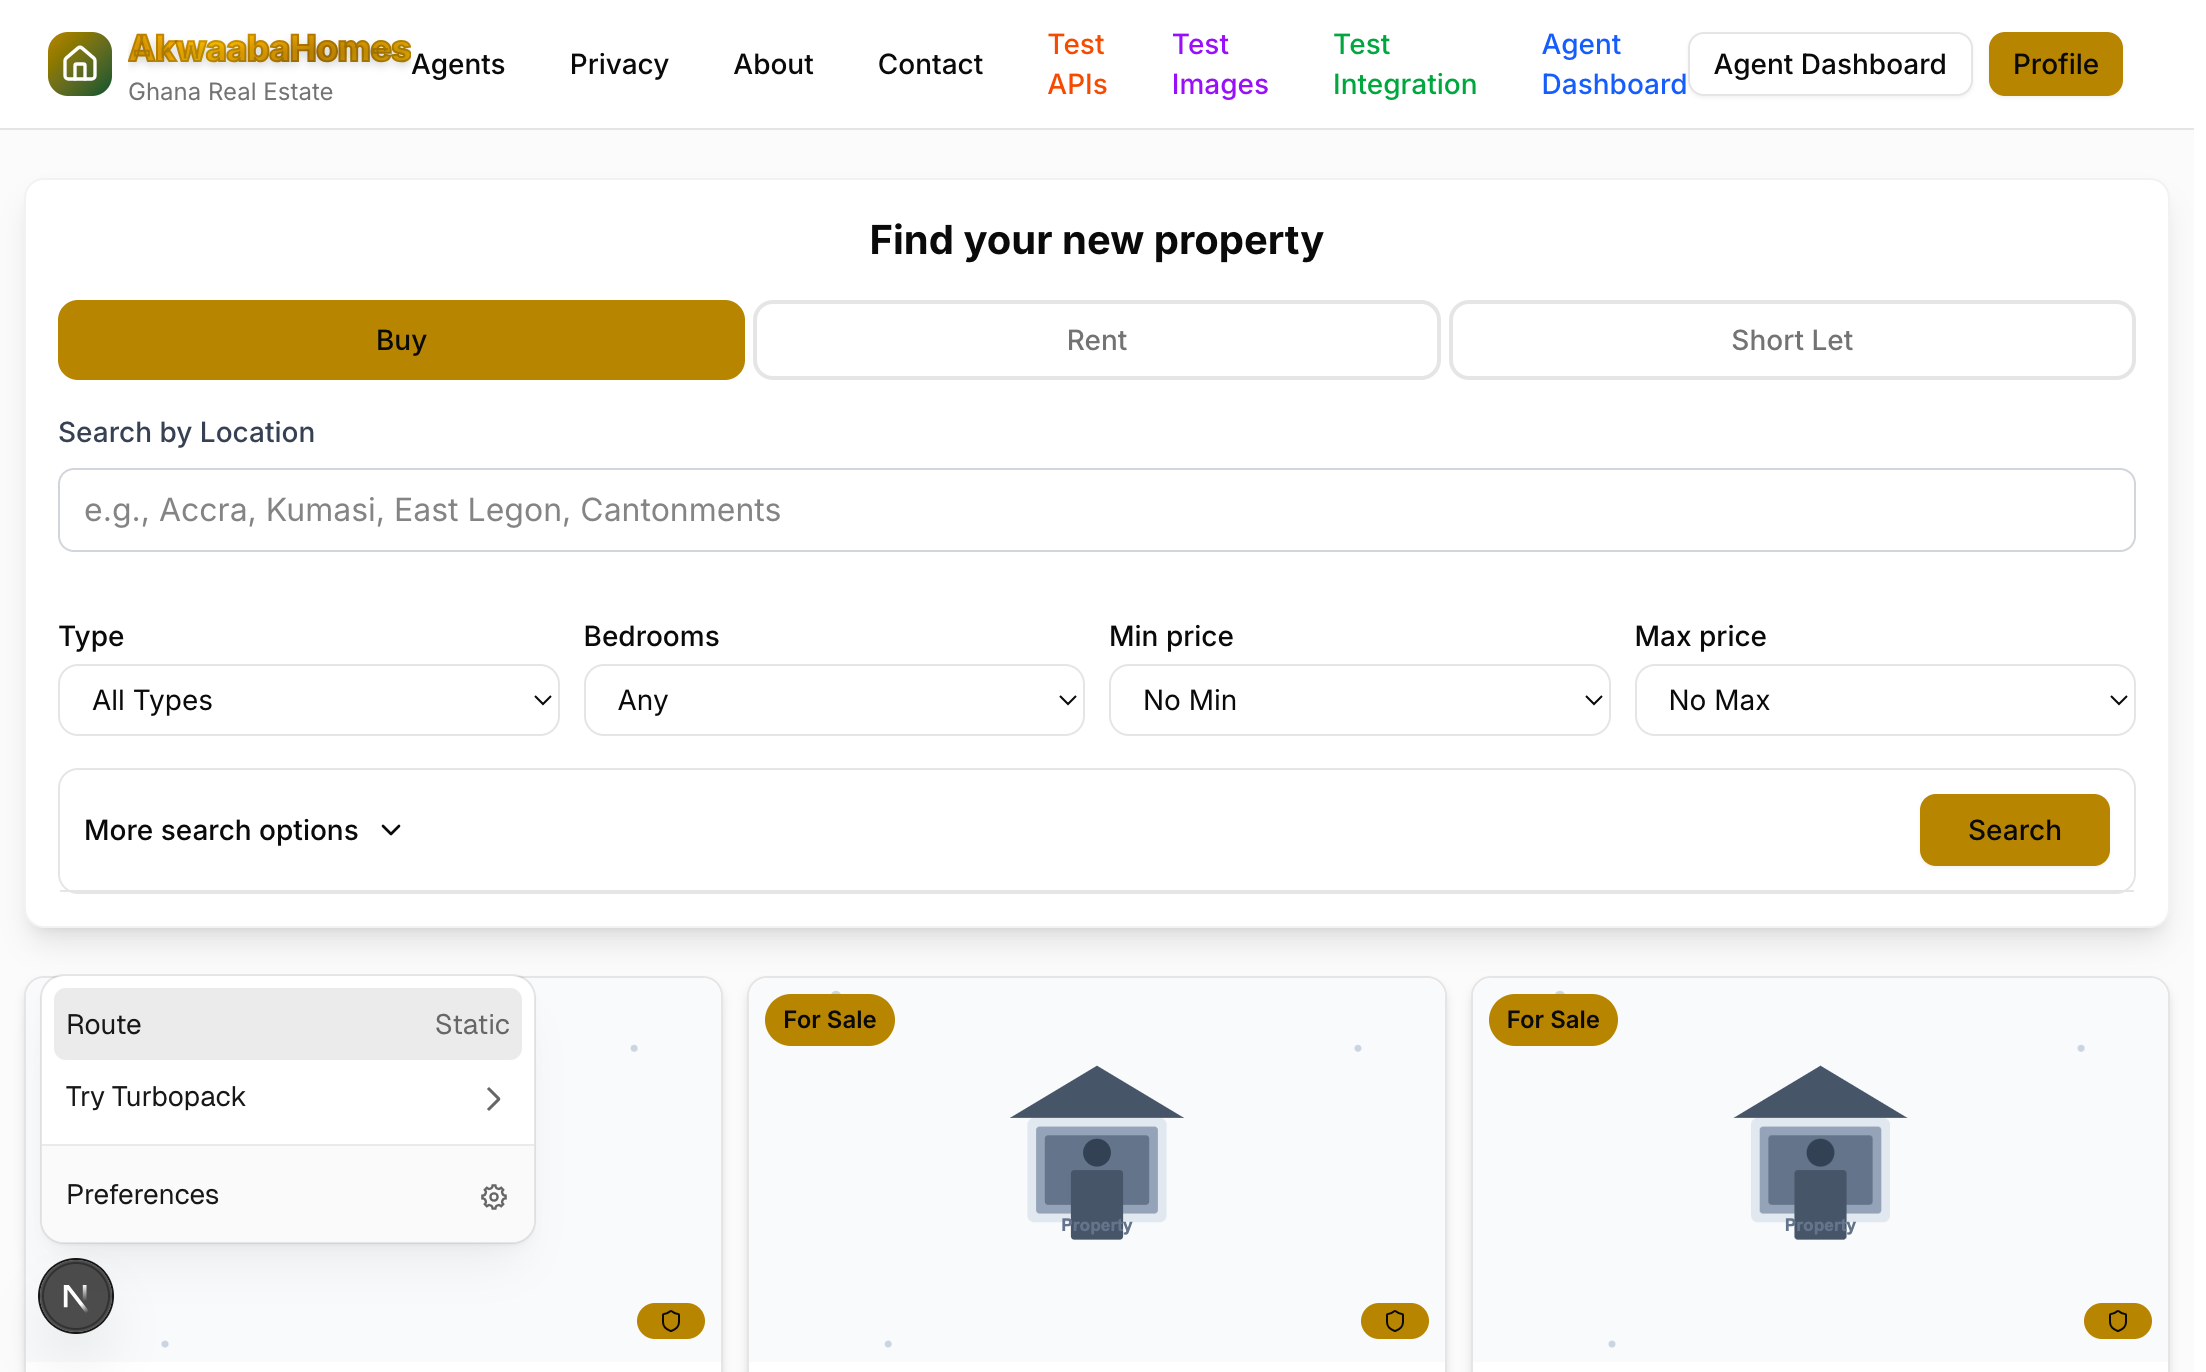 AkwaabaHomes
Ghana Real Estate
Agents
Privacy
About
Contact
Test
APIs
Test
Images
Test
Integration
Agent
Dashboard
Agent Dashboard
Profile
Find your new property
Buy
Rent
Short Let
Search by Location
e.g., Accra, Kumasi, East Legon, Cantonments
Type
Bedrooms
Min price
Max price
All Types
Any
No Min
No Max
More search options
Search
Route
Static
Try Turbopack
Preferences
N
For Sale
Property
For Sale
Property